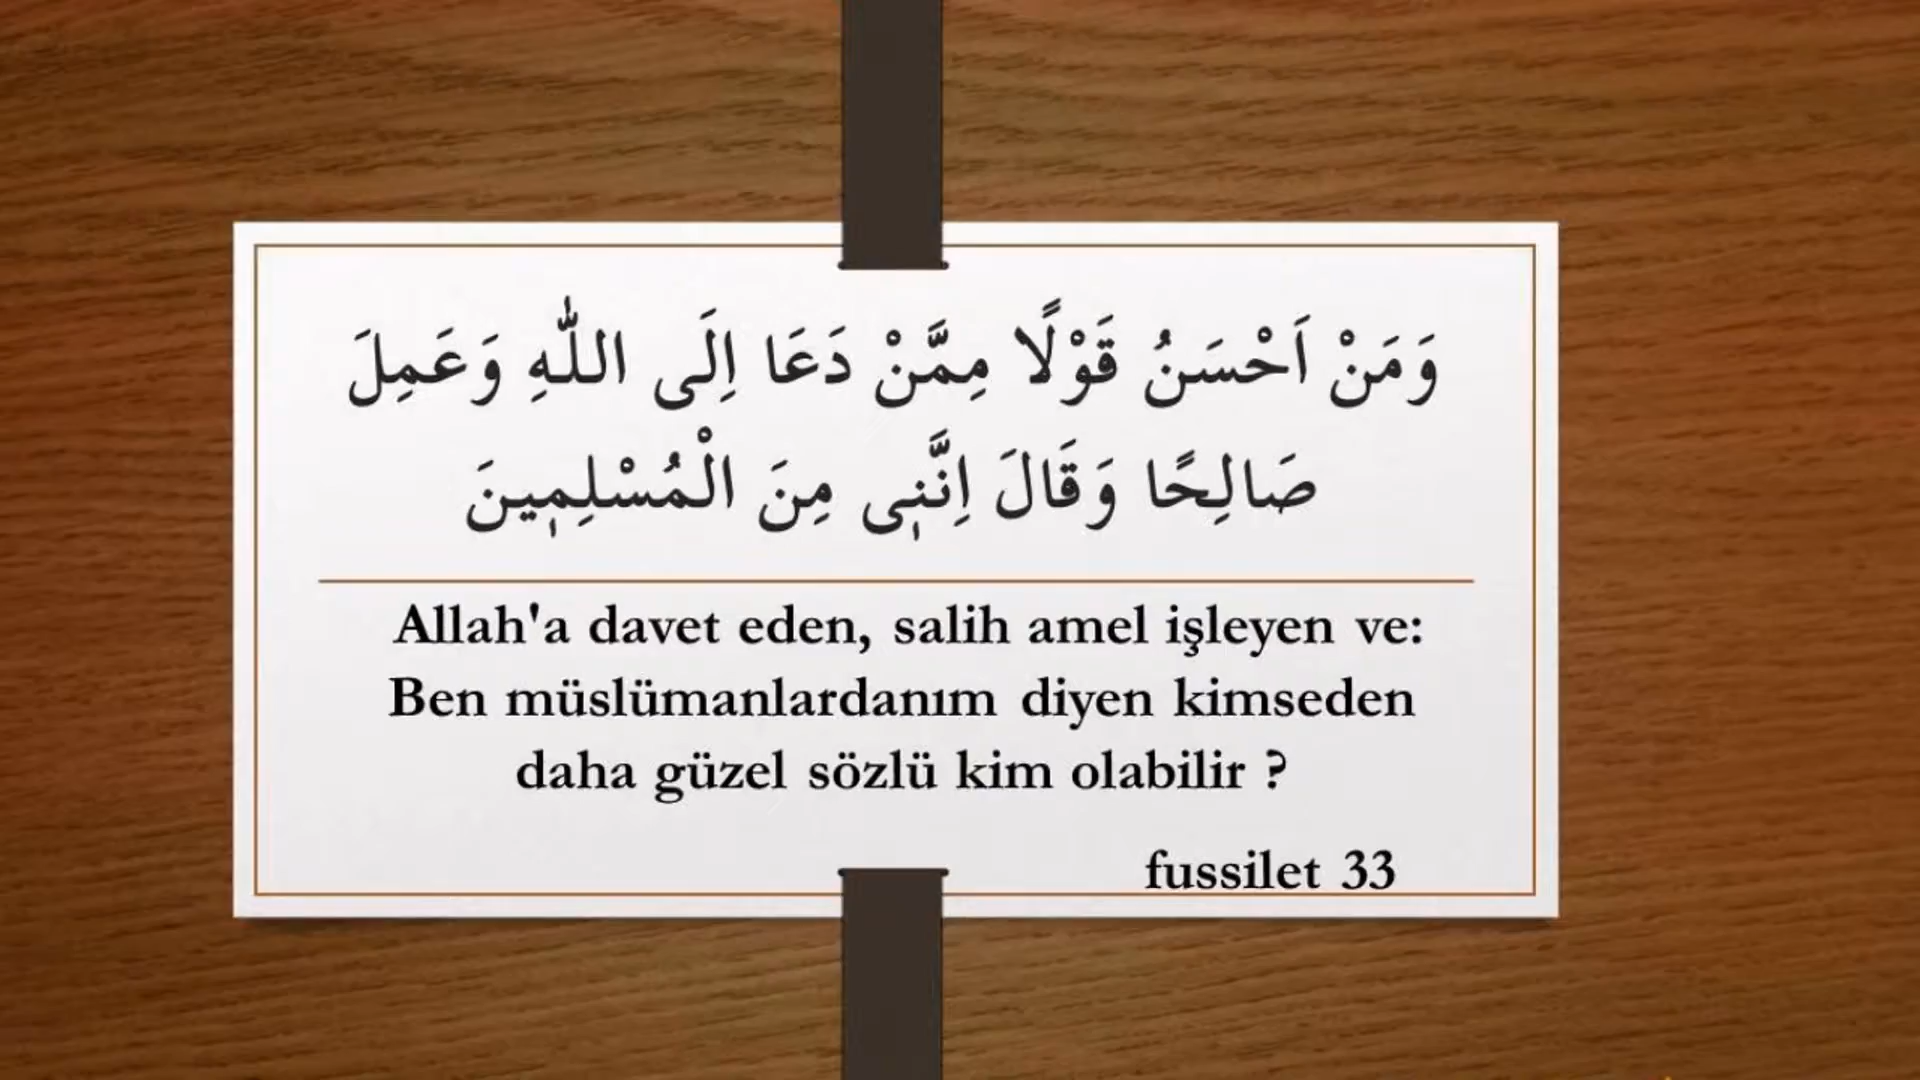 وَمَنْ اَحْسَنُ قَوْلًا مِمَّنْ دَعَا اِلَى اللّٰهِ وَعَمِلَ
صَالِحًا وَقَالَ اِنَّنٖى مِنَ الْمُسْلِمٖينَ
Allah'a davet eden, salih amel işleyen ve:
Ben müslümanlardanım diyen kimseden
daha güzel sözlü kim olabilir ?
fussilet 33